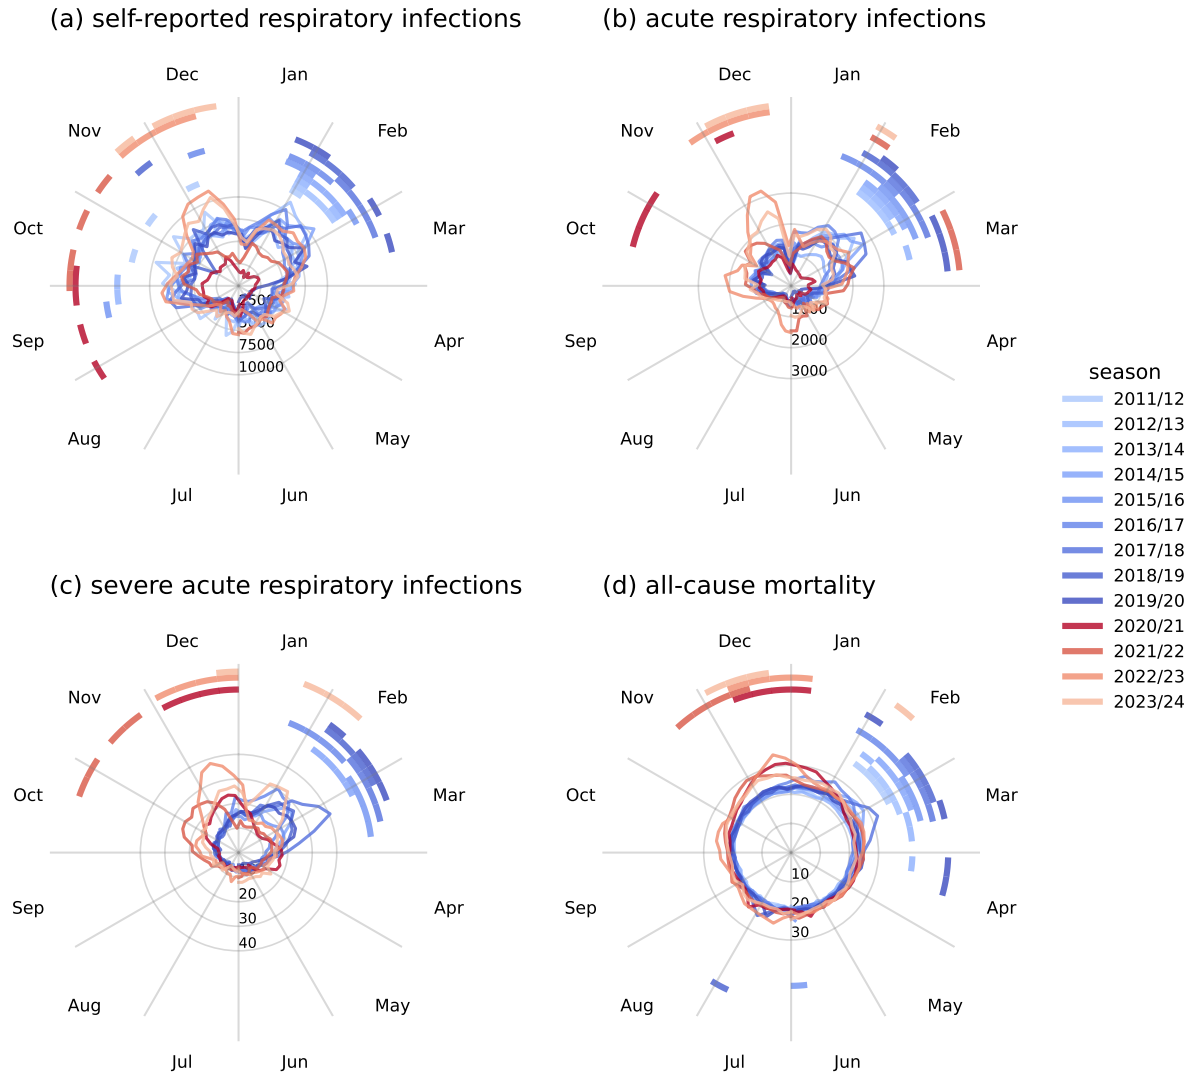 (a) self-reported respiratory infections
(b) acute respiratory infections
Dec Jan
Nov Feb
Oct Mar
Sep Apr
Aug May
Jul Jun
2500
5000
7500
10000
Dec Jan
Nov Feb
Oct Mar
Sep Apr
Aug May
Jul Jun
1000
2000
3000
season
2011/12
2012/13
2013/14
2014/15
2015/16
2016/17
2017/18
2018/19
2019/20
2020/21
2021/22
2022/23
2023/24
(c) severe acute respiratory infections
(d) all-cause mortality
Dec Jan
Nov Feb
Oct Mar
Sep Apr
Aug May
Jul Jun
20
30
40
Dec Jan
Nov Feb
Oct Mar
Sep Apr
Aug May
Jul Jun
10
20
30